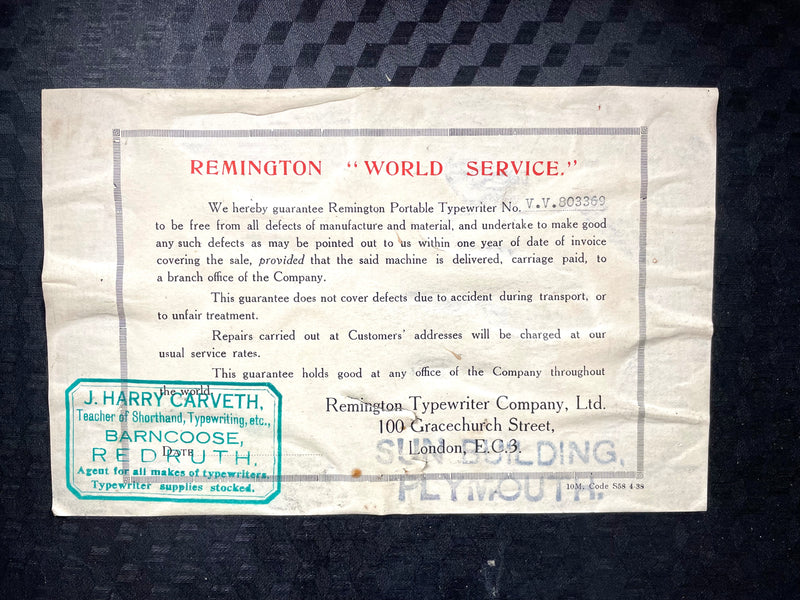 REMINGTON "WORLD SERVICE."
We hereby guarantee Remington Portable Typewriter No. V.V.803369
to be free from all defects of manufacture and material, and undertake to make good
any such defects as may be pointed out to us within one year of date of invoice
covering the sale, provided that the said machine is delivered, carriage paid, to
a branch office of the Company.
This guarantee does not cover defects due to accident during transport, or
to unfair treatment.
Repairs carried out at Customers' addresses will be charged at our
usual service rates.
This guarantee holds good at any office of the Company throughout
the world.
Remington Typewriter Company, Ltd.
100 Gracechurch Street,
London, E.C.3.
DATE
J. HARRY CARVETH,
Teacher of Shorthand, Typewriting, etc.,
BARNCOOSE,
REDRUTH,
Agent for all makes of typewriters.
Typewriter supplies stocked.
SUN BUILDING,
PLYMOUTH.
10M. Code S58 4-38